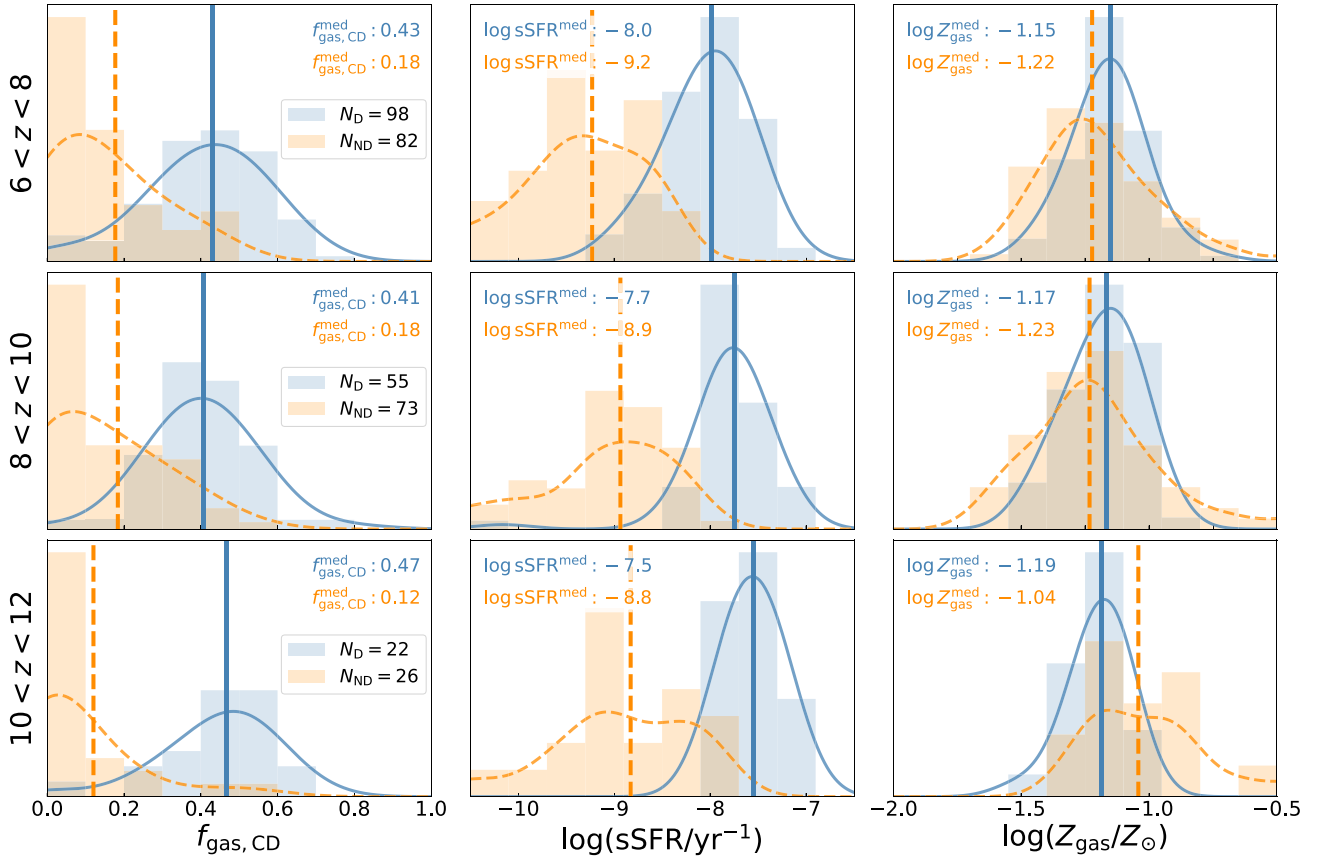 6 < z < 8
f_gas,CD^med : 0.43
f_gas,CD^med : 0.18
N_D = 98
N_ND = 82
log sSFR^med : −8.0
log sSFR^med : −9.2
log Z_gas^med : −1.15
log Z_gas^med : −1.22
8 < z < 10
f_gas,CD^med : 0.41
f_gas,CD^med : 0.18
N_D = 55
N_ND = 73
log sSFR^med : −7.7
log sSFR^med : −8.9
log Z_gas^med : −1.17
log Z_gas^med : −1.23
10 < z < 12
f_gas,CD^med : 0.47
f_gas,CD^med : 0.12
N_D = 22
N_ND = 26
log sSFR^med : −7.5
log sSFR^med : −8.8
log Z_gas^med : −1.19
log Z_gas^med : −1.04
0.0 0.2 0.4 0.6 0.8 1.0
f_gas,CD
−10 −9 −8 −7
log(sSFR/yr^−1)
−2.0 −1.5 −1.0 −0.5
log(Z_gas/Z_⊙)